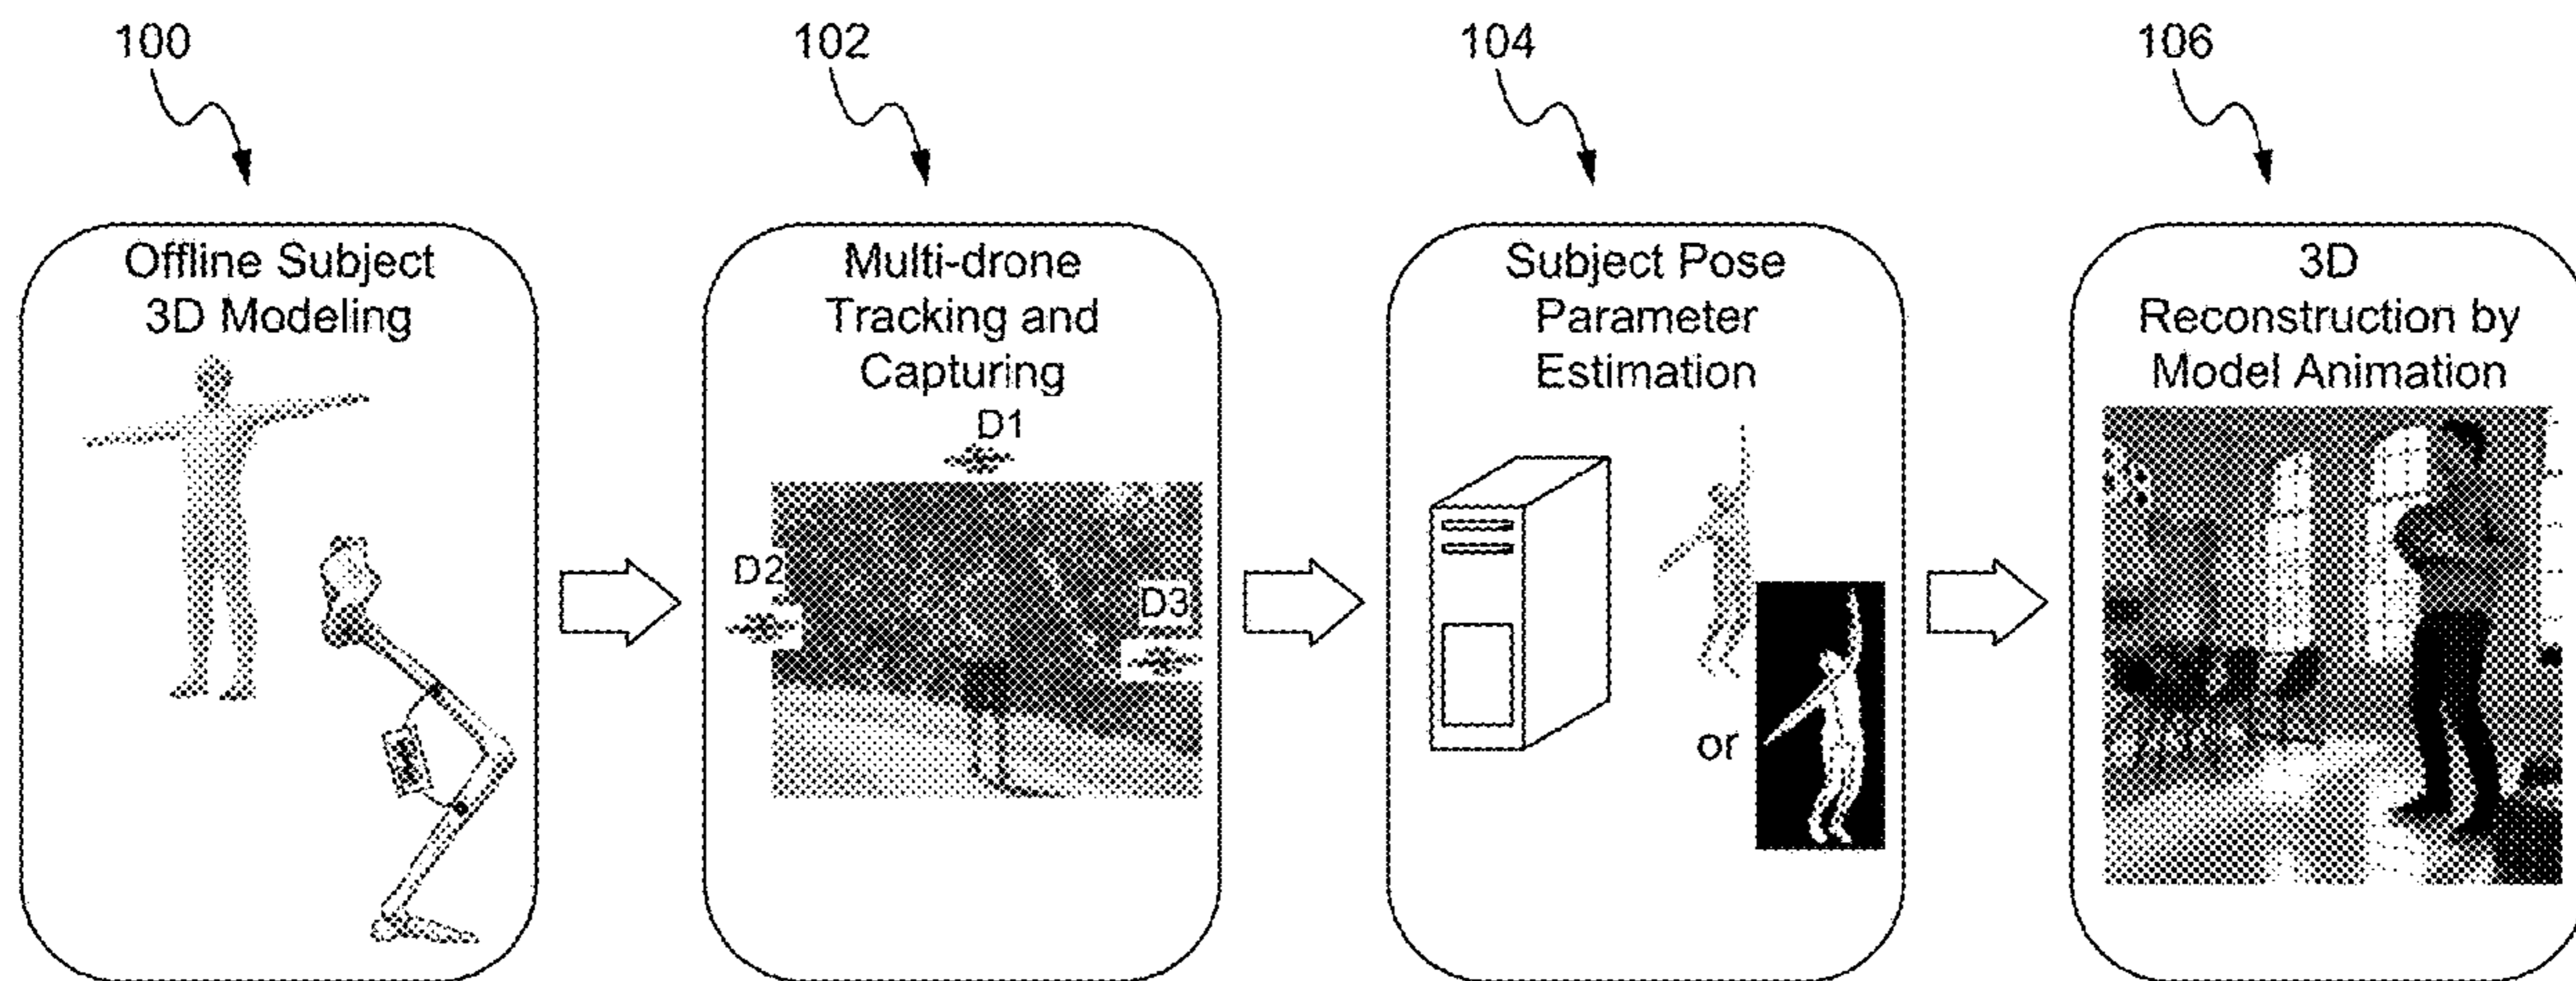 100
102
104
106
Offline Subject
3D Modeling
Multi-drone
Tracking and
Capturing
D1
D2
D3
Subject Pose
Parameter
Estimation
or
3D
Reconstruction by
Model Animation